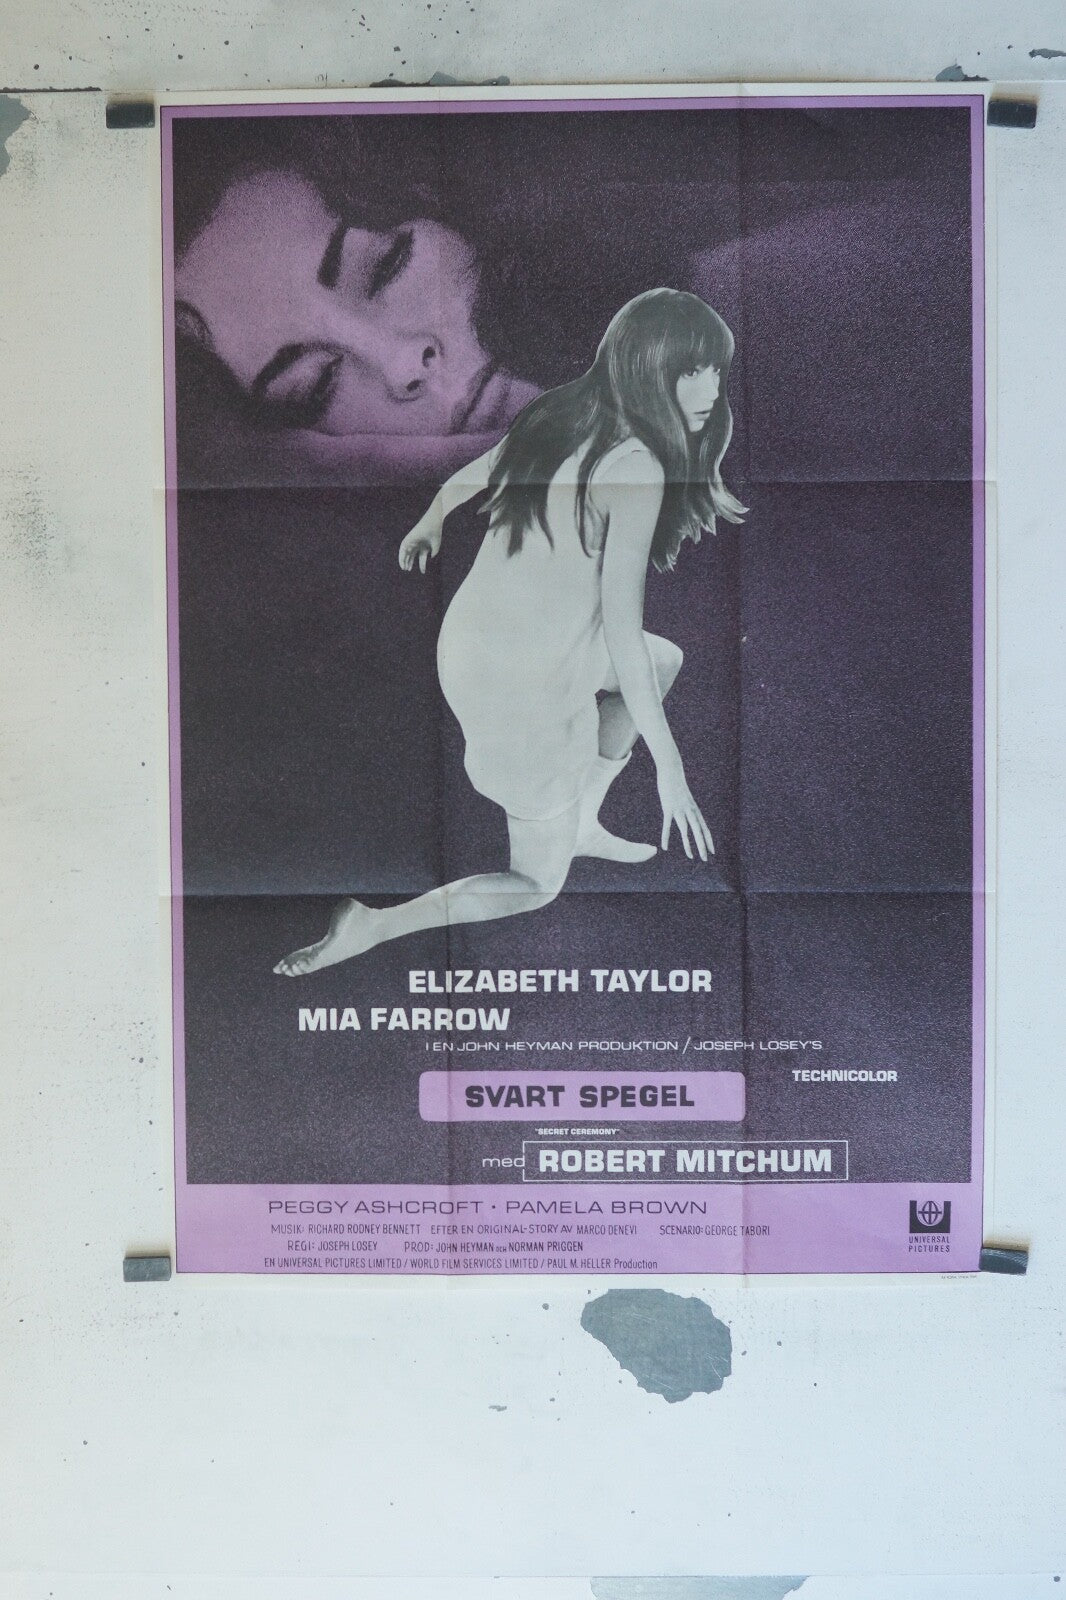 ELIZABETH TAYLOR
MIA FARROW
I EN JOHN HEYMAN PRODUKTION / JOSEPH LOSEY'S
TECHNICOLOR
SVART SPEGEL
"SECRET CEREMONY"
med ROBERT MITCHUM
PEGGY ASHCROFT • PAMELA BROWN
MUSIK: RICHARD RODNEY BENNETT EFTER EN ORIGINAL-STORY AV MARCO DENEVI SCENARIO: GEORGE TABORI
REGI: JOSEPH LOSEY PROD: JOHN HEYMAN OCH NORMAN PRIGGEN
EN UNIVERSAL PICTURES LIMITED / WORLD FILM SERVICES LIMITED / PAUL M. HELLER Production
UNIVERSAL
PICTURES